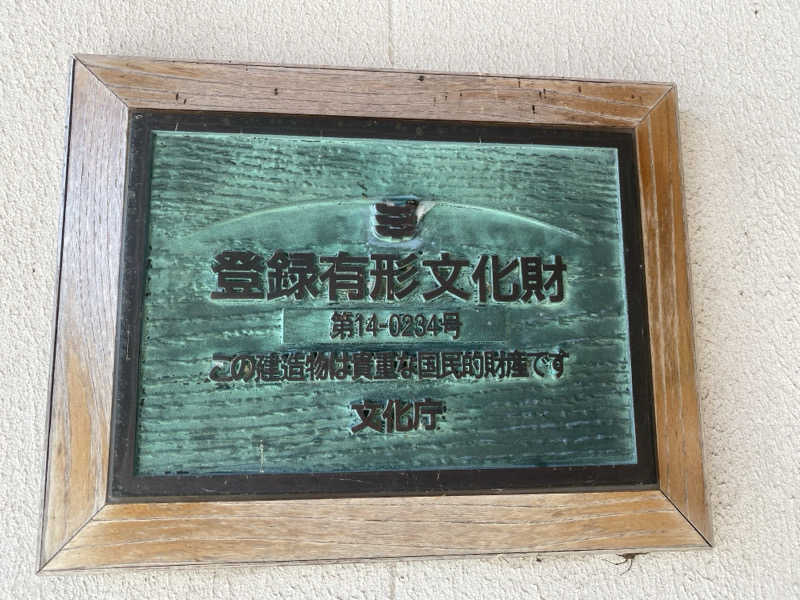 登録有形文化財
第14-0234号
この建造物は貴重な国民的財産です
文化庁